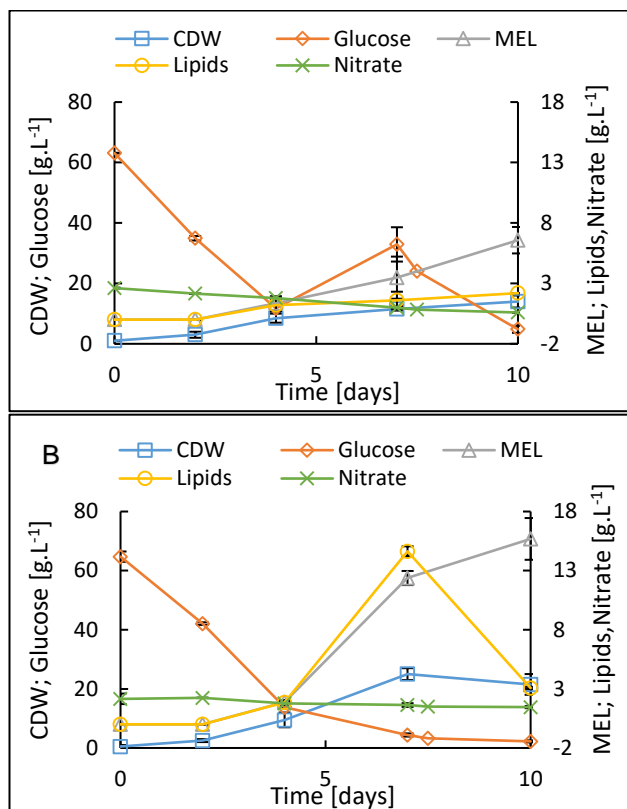 CDW Glucose MEL
Lipids Nitrate
CDW; Glucose [g.L⁻¹]
80
60
40
20
0
MEL; Lipids,Nitrate [g.L⁻¹]
18
13
8
3
-2
0 5 10
Time [days]
B
CDW Glucose MEL
Lipids Nitrate
CDW; Glucose [g.L⁻¹]
80
60
40
20
0
MEL; Lipids,Nitrate [g.L⁻¹]
18
13
8
3
-2
0 5 10
Time [days]